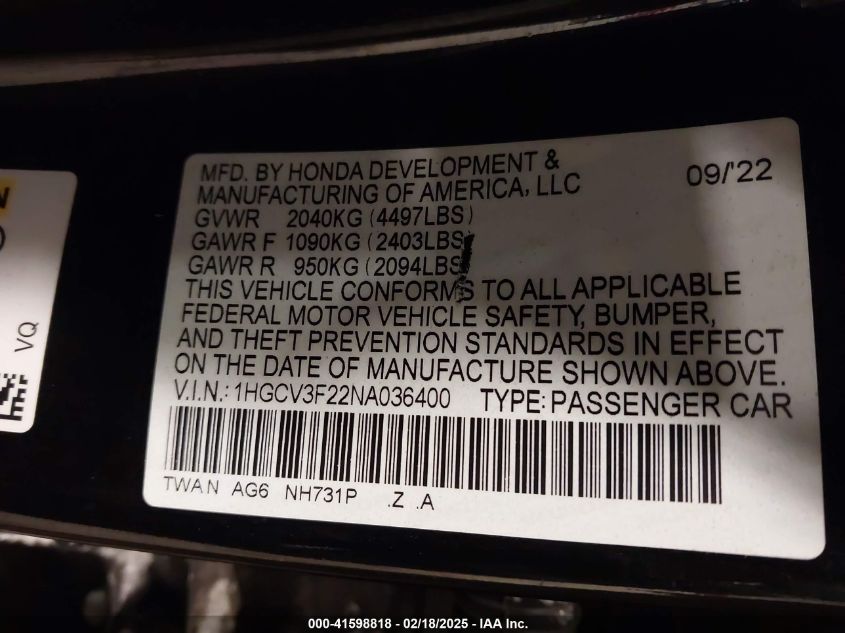 MFD. BY HONDA DEVELOPMENT &
MANUFACTURING OF AMERICA, LLC
09/'22
GVWR 2040KG (4497LBS)
GAWR F 1090KG (2403LBS)
GAWR R 950KG (2094LBS)
THIS VEHICLE CONFORMS TO ALL APPLICABLE
FEDERAL MOTOR VEHICLE SAFETY, BUMPER,
AND THEFT PREVENTION STANDARDS IN EFFECT
ON THE DATE OF MANUFACTURE SHOWN ABOVE.
V.I.N.: 1HGCV3F22NA036400 TYPE: PASSENGER CAR
TWAN AG6 NH731P .Z .A
VQ
000-41598818 - 02/18/2025 - IAA Inc.